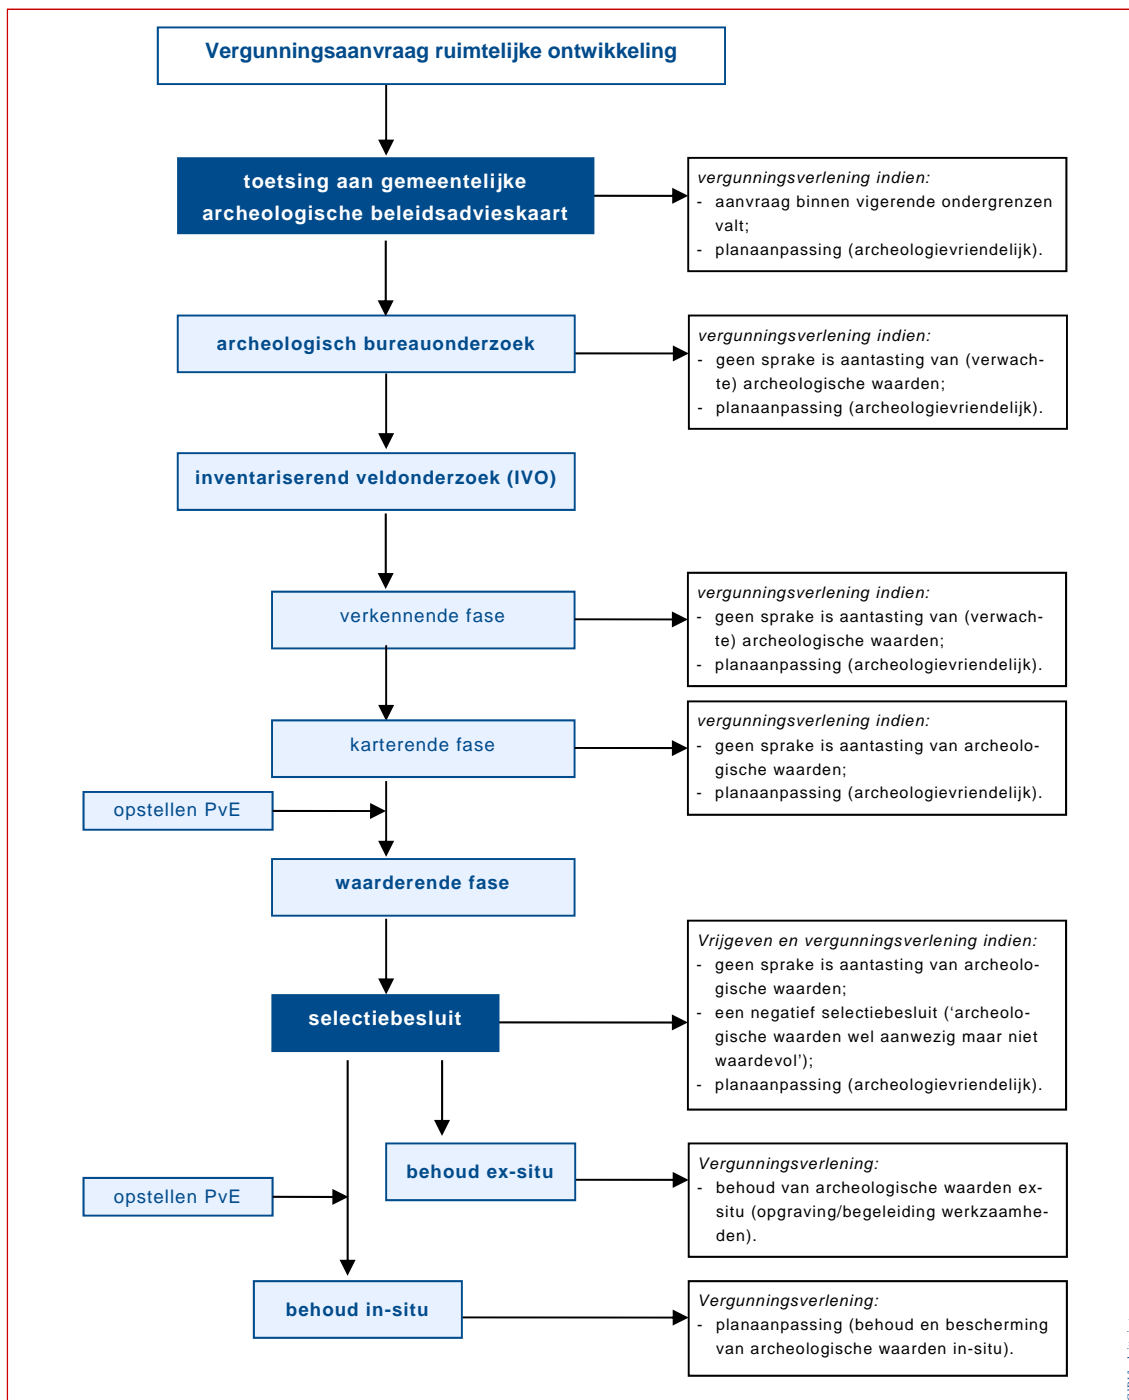 Vergunningsaanvraag ruimtelijke ontwikkeling
toetsing aan gemeentelijke
archeologische beleidsadvieskaart
vergunningsverlening indien:
- aanvraag binnen vigerende ondergrenzen
valt;
- planaanpassing (archeologievriendelijk).
archeologisch bureauonderzoek
vergunningsverlening indien:
- geen sprake is aantasting van (verwach-
te) archeologische waarden;
- planaanpassing (archeologievriendelijk).
inventariserend veldonderzoek (IVO)
verkennende fase
vergunningsverlening indien:
- geen sprake is aantasting van (verwach-
te) archeologische waarden;
- planaanpassing (archeologievriendelijk).
karterende fase
vergunningsverlening indien:
- geen sprake is aantasting van archeolo-
gische waarden;
- planaanpassing (archeologievriendelijk).
opstellen PvE
waarderende fase
selectiebesluit
Vrijgeven en vergunningsverlening indien:
- geen sprake is aantasting van archeolo-
gische waarden;
- een negatief selectiebesluit (‘archeolo-
gische waarden wel aanwezig maar niet
waardevol’);
- planaanpassing (archeologievriendelijk).
behoud ex-situ
Vergunningsverlening:
- behoud van archeologische waarden ex-
situ (opgraving/begeleiding werkzaamhe-
den).
opstellen PvE
behoud in-situ
Vergunningsverlening:
- planaanpassing (behoud en bescherming
van archeologische waarden in-situ).